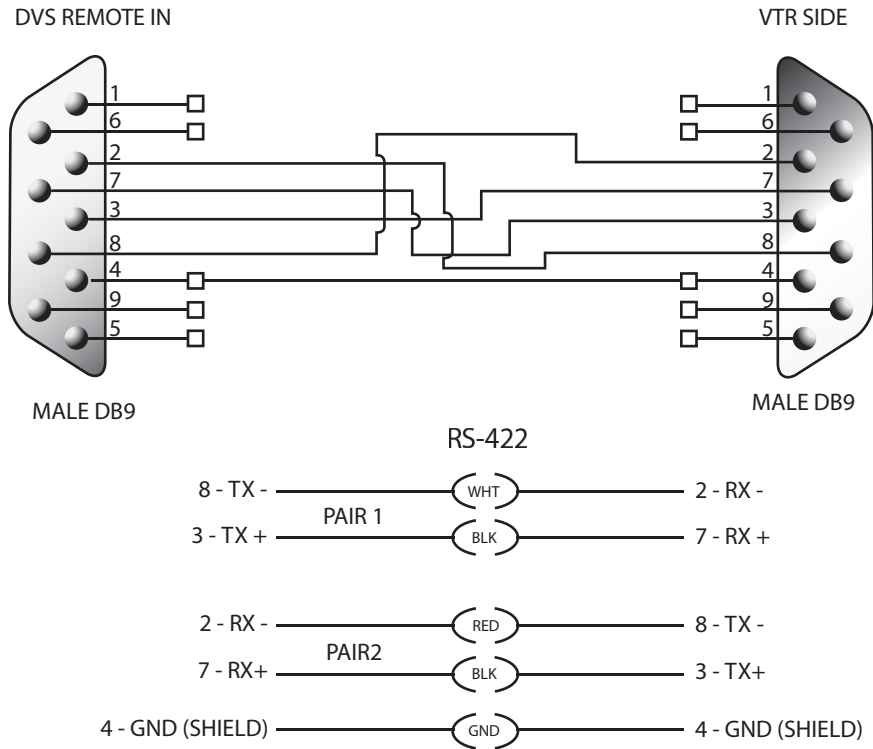 DVS REMOTE IN VTR SIDE
1 1
6 6
2 2
7 7
3 3
8 8
4 4
9 9
5 5
MALE DB9 MALE DB9
RS-422
8 - TX - WHT 2 - RX -
PAIR 1
3 - TX + BLK 7 - RX +
2 - RX - RED 8 - TX -
PAIR2
7 - RX+ BLK 3 - TX+
4 - GND (SHIELD) GND 4 - GND (SHIELD)